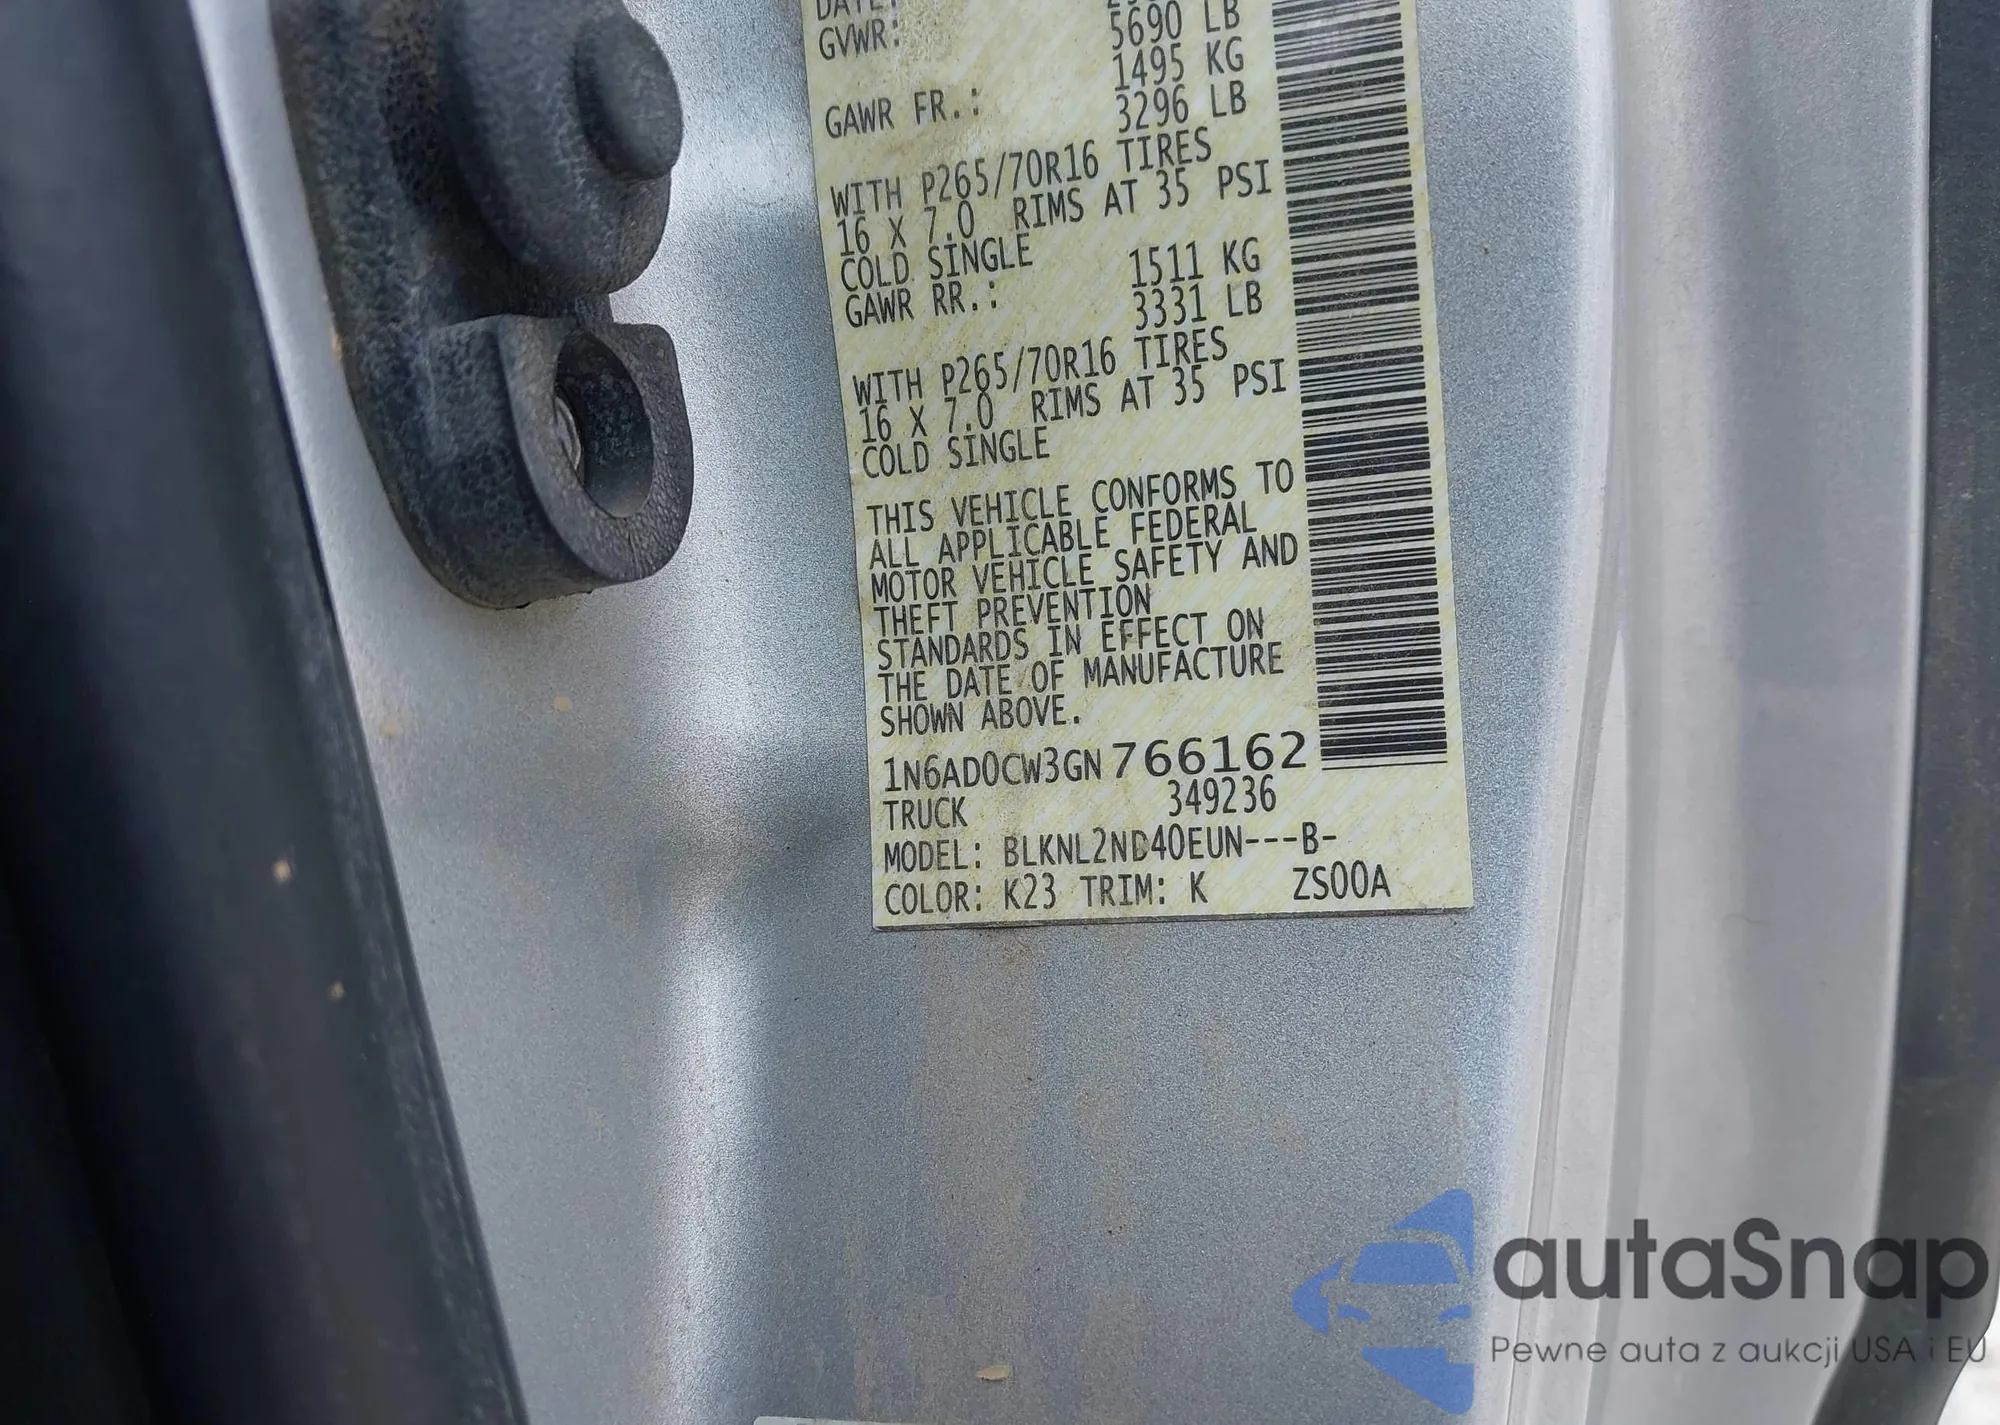 DATE:
GVWR:
5690 LB
1495 KG
GAWR FR.: 3296 LB
WITH P265/70R16 TIRES
16 X 7.0 RIMS AT 35 PSI
COLD SINGLE
1511 KG
GAWR RR.: 3331 LB
WITH P265/70R16 TIRES
16 X 7.0 RIMS AT 35 PSI
COLD SINGLE
THIS VEHICLE CONFORMS TO
ALL APPLICABLE FEDERAL
MOTOR VEHICLE SAFETY AND
THEFT PREVENTION
STANDARDS IN EFFECT ON
THE DATE OF MANUFACTURE
SHOWN ABOVE.
1N6AD0CW3GN766162
TRUCK 349236
MODEL: BLKNL2ND40EUN---B-
COLOR: K23 TRIM: K ZS00A
autaSnap
Pewne auta z aukcji USA i EU